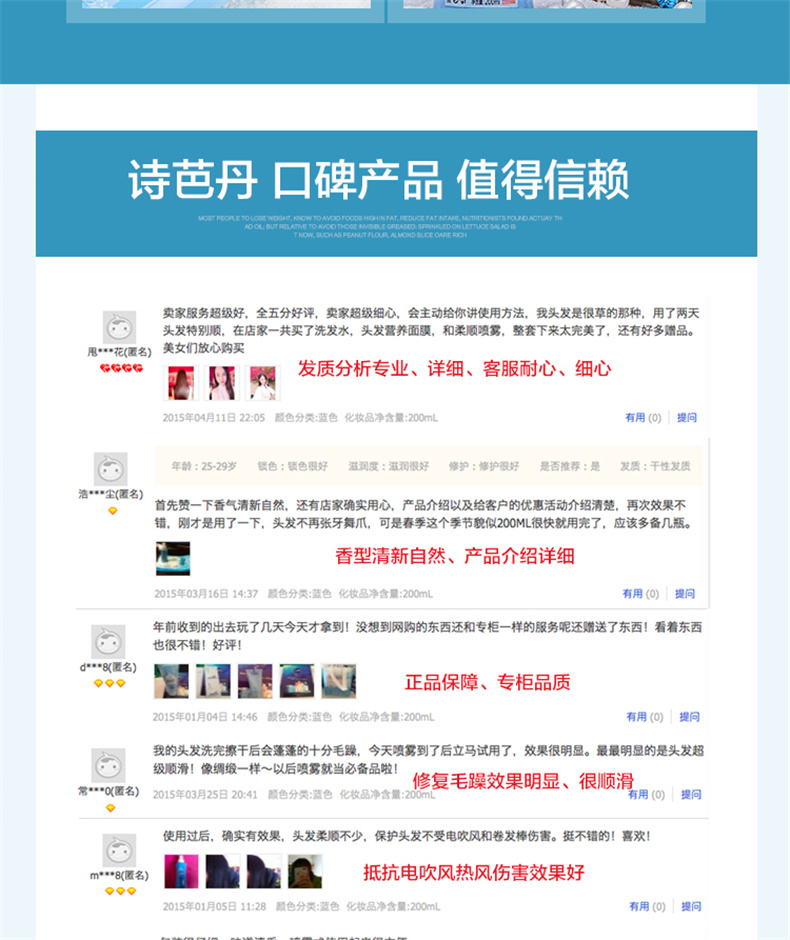 诗芭丹 口碑产品 值得信赖
MOST PEOPLE TO LOSE WEIGHT, KNOW TO AVOID FOODS HIGH IN FAT, REDUCE FAT INTAKE, NUTRITIONISTS FOUND ACTUAY TH
AD OIL; BUT RELATIVE TO AVOID THOSE INVISIBLE GREASED: SPRINKLED ON LETTUCE SALAD IS
T NOW, SUCH AS PEANUT FLOUR, ALMOND SLICE OARE RICH
卖家服务超级好，全五分好评，卖家超级细心，会主动给你讲使用方法，我头发是很草的那种，用了两天
头发特别顺，在店家一共买了洗发水，头发营养面膜，和柔顺喷雾，整套下来太完美了，还有好多赠品。
美女们放心购买
甩***花(匿名)
发质分析专业、详细、客服耐心、细心
2015年04月11日 22:05 颜色分类:蓝色 化妆品净含量:200mL 有用 (0) 提问
年龄：25-29岁 锁色：锁色很好 滋润度：滋润很好 修护：修护很好 是否推荐：是 发质：干性发质
浩***尘(匿名)
首先赞一下香气清新自然，还有店家确实用心，产品介绍以及给客户的优惠活动介绍清楚，再次效果不
错，刚才是用了一下，头发不再张牙舞爪，可是春季这个季节貌似200ML很快就用完了，应该多备几瓶。
香型清新自然、产品介绍详细
2015年03月16日 14:37 颜色分类:蓝色 化妆品净含量:200mL 有用 (0) 提问
年前收到的出去玩了几天今天才拿到！没想到网购的东西还和专柜一样的服务呢还赠送了东西！看着东西
也很不错！好评！
d***8(匿名)
正品保障、专柜品质
2015年01月04日 14:46 颜色分类:蓝色 化妆品净含量:200mL 有用 (0) 提问
我的头发洗完擦干后会蓬蓬的十分毛躁，今天喷雾到了后立马试用了，效果很明显。最最明显的是头发超
级顺滑！像绸缎一样～以后喷雾就当必备品啦！
修复毛躁效果明显、很顺滑
常***0(匿名)
2015年03月25日 20:41 颜色分类:蓝色 化妆品净含量:200mL 有用 (0) 提问
使用过后，确实有效果，头发柔顺不少，保护头发不受电吹风和卷发棒伤害。挺不错的！喜欢！
m***8(匿名)
抵抗电吹风热风伤害效果好
2015年01月05日 11:28 颜色分类:蓝色 化妆品净含量:200mL 有用 (0) 提问